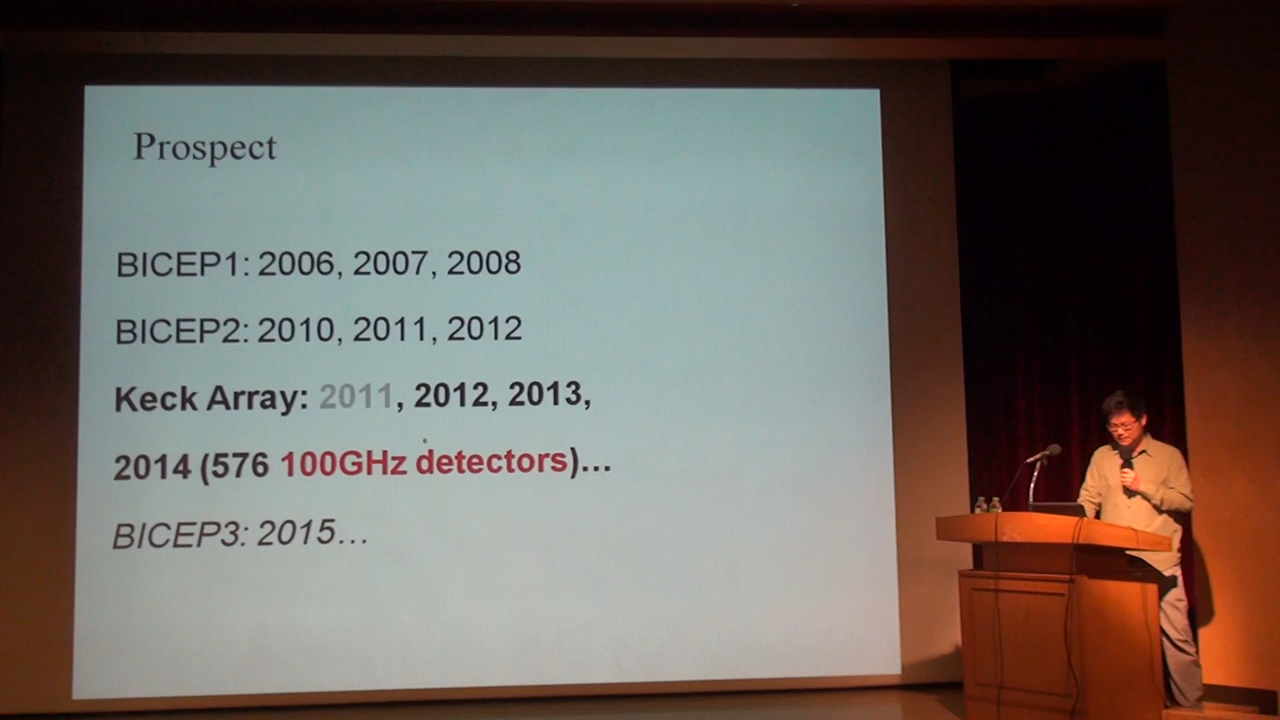 Prospect
BICEP1: 2006, 2007, 2008
BICEP2: 2010, 2011, 2012
Keck Array: 2011, 2012, 2013,
2014 (576 100GHz detectors)...
BICEP3: 2015...